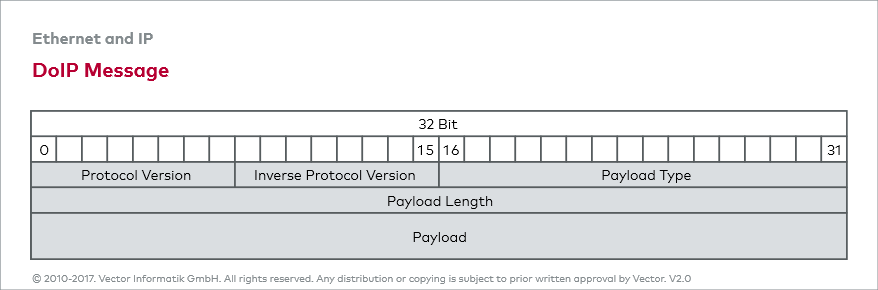 Ethernet and IP
DoIP Message
32 Bit
0 15 16 31
Protocol Version Inverse Protocol Version Payload Type
Payload Length
Payload
© 2010-2017. Vector Informatik GmbH. All rights reserved. Any distribution or copying is subject to prior written approval by Vector. V2.0